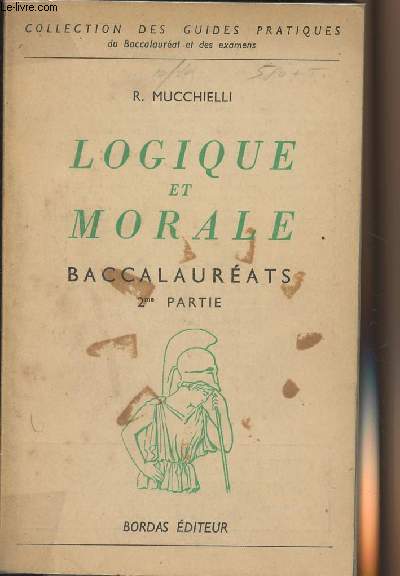 © Le-livre.com
COLLECTION DES GUIDES PRATIQUES
du Baccalauréat et des examens
R. MUCCHIELLI
LOGIQUE
ET
MORALE
BACCALAURÉATS
2me PARTIE
BORDAS ÉDITEUR